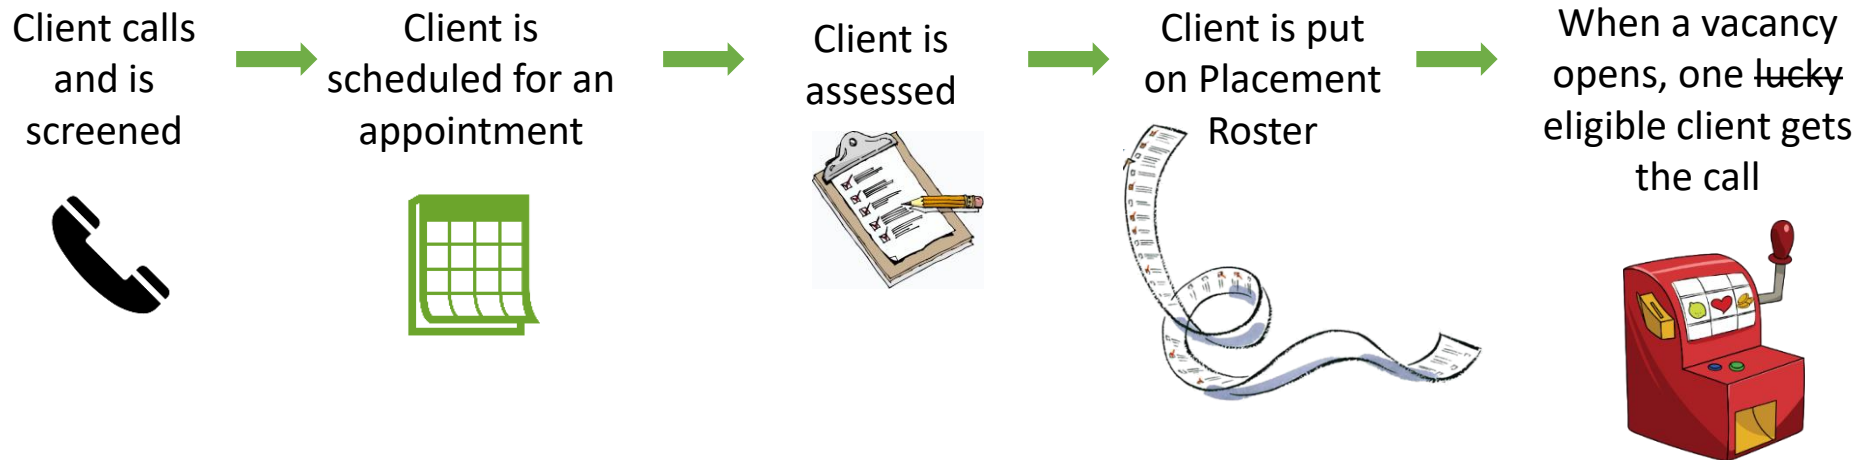 Client calls
and is
screened
Client is
scheduled for an
appointment
Client is
assessed
Client is put
on Placement
Roster
When a vacancy
opens, one lucky
eligible client gets
the call